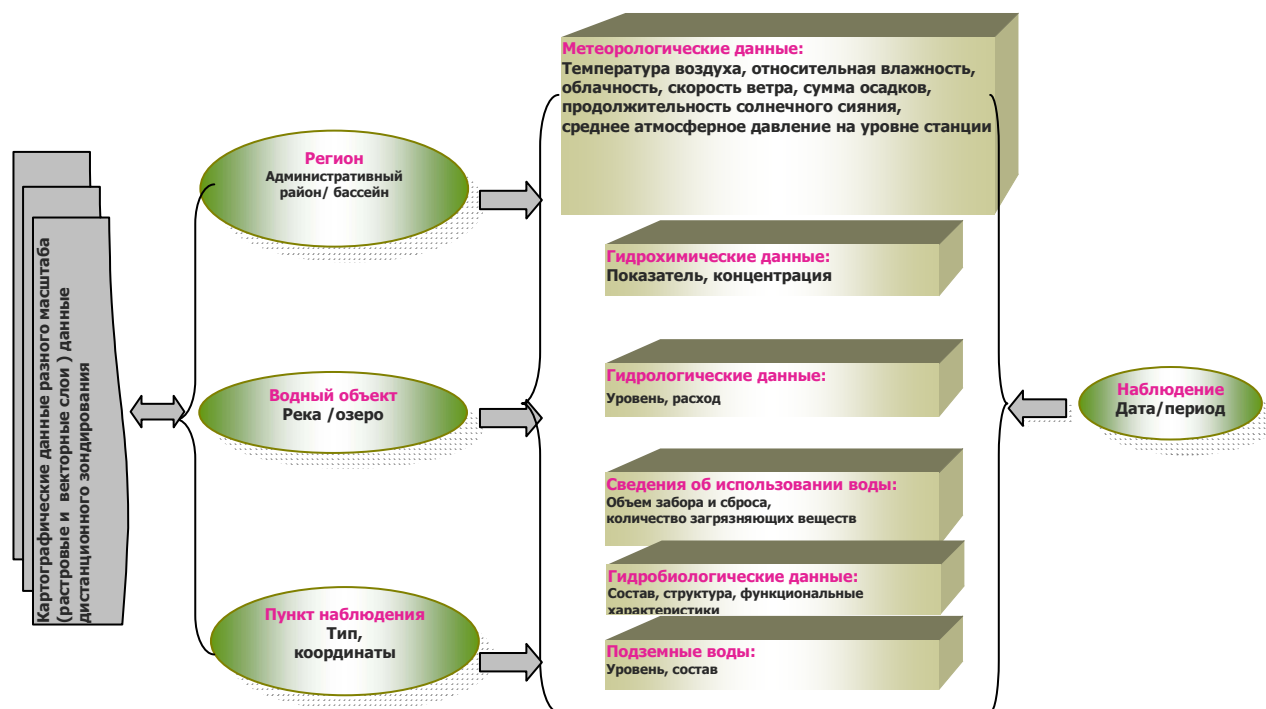 Картографические данные разного масштаба
(растровые и векторные слои ) данные
дистанционного зондирования
Регион
Административный
район/ бассейн
Водный объект
Река /озеро
Пункт наблюдения
Тип,
координаты
Метеорологические данные:
Температура воздуха, относительная влажность,
облачность, скорость ветра, сумма осадков,
продолжительность солнечного сияния,
среднее атмосферное давление на уровне станции
Гидрохимические данные:
Показатель, концентрация
Гидрологические данные:
Уровень, расход
Сведения об использовании воды:
Объем забора и сброса,
количество загрязняющих веществ
Гидробиологические данные:
Состав, структура, функциональные
характеристики
Подземные воды:
Уровень, состав
Наблюдение
Дата/период